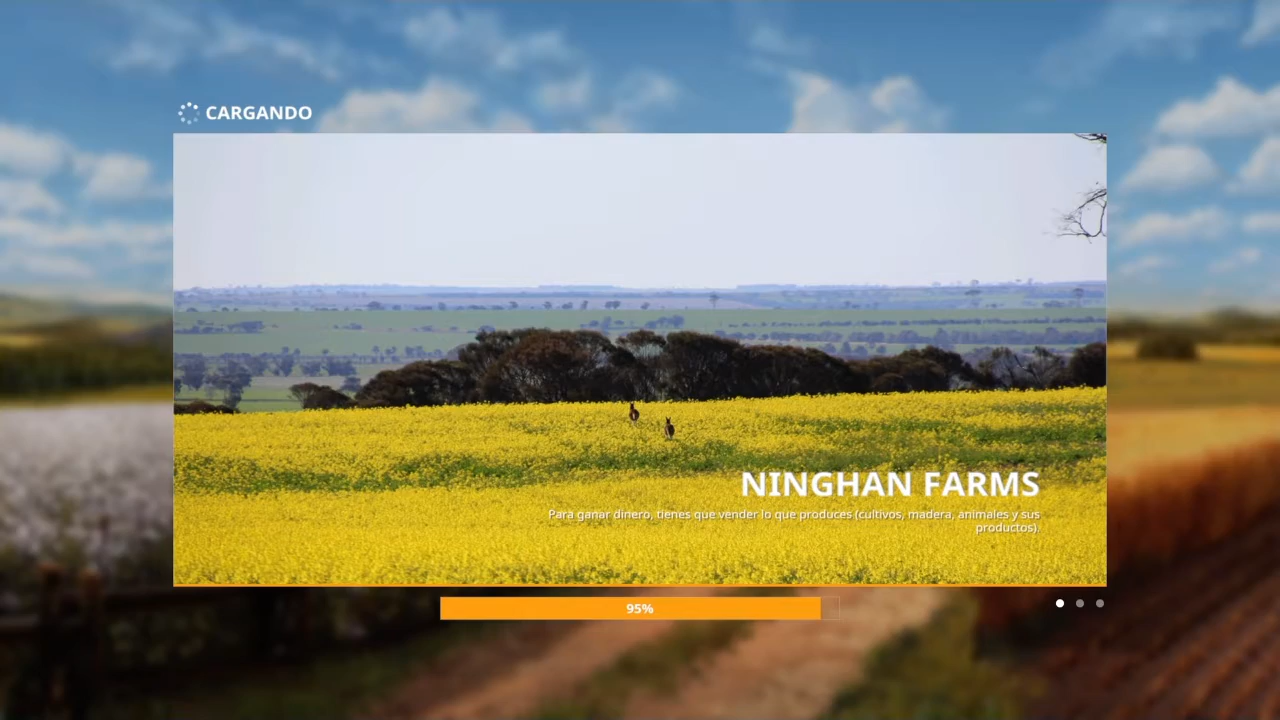 CARGANDO
NINGHAN FARMS
Para ganar dinero, tienes que vender lo que produces (cultivos, madera, animales y sus
productos).
95%